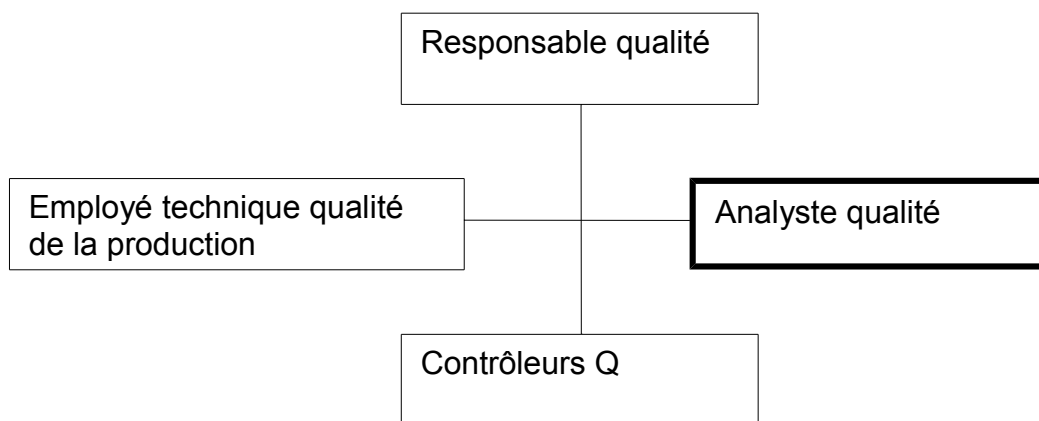 Responsable qualité
Employé technique qualité
de la production
Analyste qualité
Contrôleurs Q